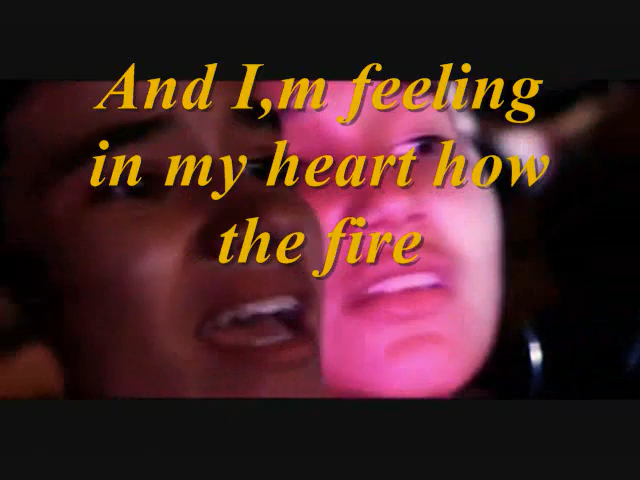 And I,m feeling
in my heart how
the fire